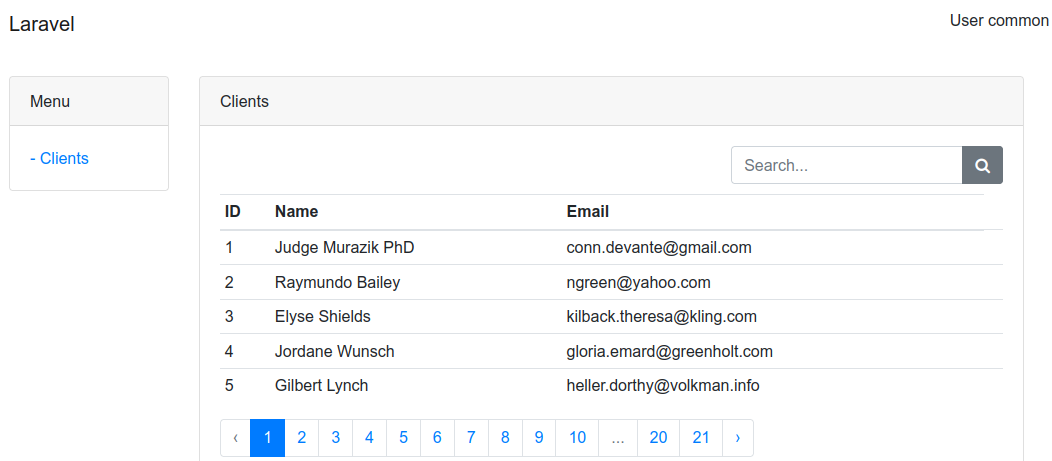 Laravel
User common
Menu
- Clients
Clients
Search...
ID Name Email
1 Judge Murazik PhD conn.devante@gmail.com
2 Raymundo Bailey ngreen@yahoo.com
3 Elyse Shields kilback.theresa@kling.com
4 Jordane Wunsch gloria.emard@greenholt.com
5 Gilbert Lynch heller.dorthy@volkman.info
‹ 1 2 3 4 5 6 7 8 9 10 ... 20 21 ›